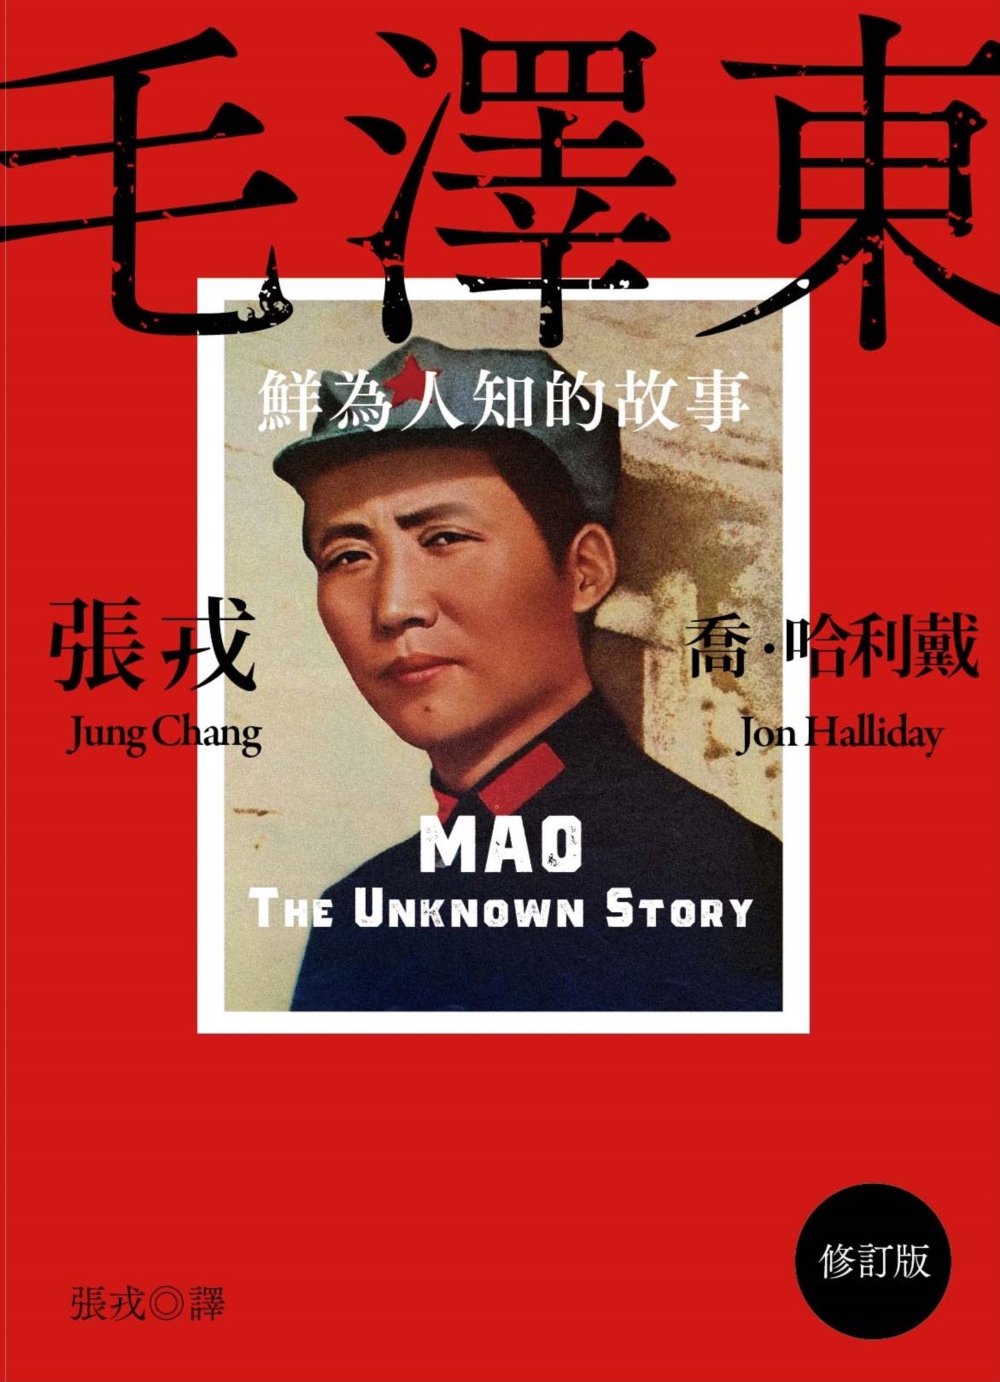 毛澤東
鮮為人知的故事
張戎
Jung Chang
喬·哈利戴
Jon Halliday
MAO
THE UNKNOWN STORY
修訂版
張戎◎譯